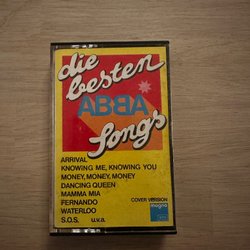 die
besten
ABBA
Songs
ARRIVAL
KNOWING ME, KNOWING YOU
MONEY, MONEY, MONEY
DANCING QUEEN
MAMMA MIA
FERNANDO
WATERLOO
S.O.S. u.v.a.
COVER VERSION
magna